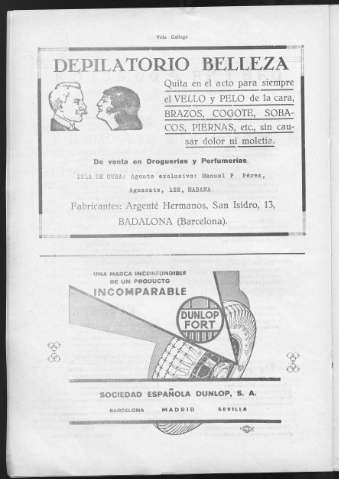 Vida Gallega
DEPILATORIO BELLEZA
Quita en el acto para siempre
el VELLO y PELO de la cara,
BRAZOS, COGOTE, SOBA-
COS, PIERNAS, etc., sin cau-
sar dolor ni molestia.
De venta en Droguerías y Perfumerías.
ISLA DE CUBA: Agente exclusivo: Manuel P. Pérez,
Aguacate, 128, HABANA
Fabricantes: Argenté Hermanos, San Isidro, 13,
BADALONA (Barcelona).
UNA MARCA INCONFUNDIBLE
DE UN PRODUCTO
INCOMPARABLE
DUNLOP
FORT
SOCIEDAD ESPAÑOLA DUNLOP, S. A.
BARCELONA MADRID SEVILLA